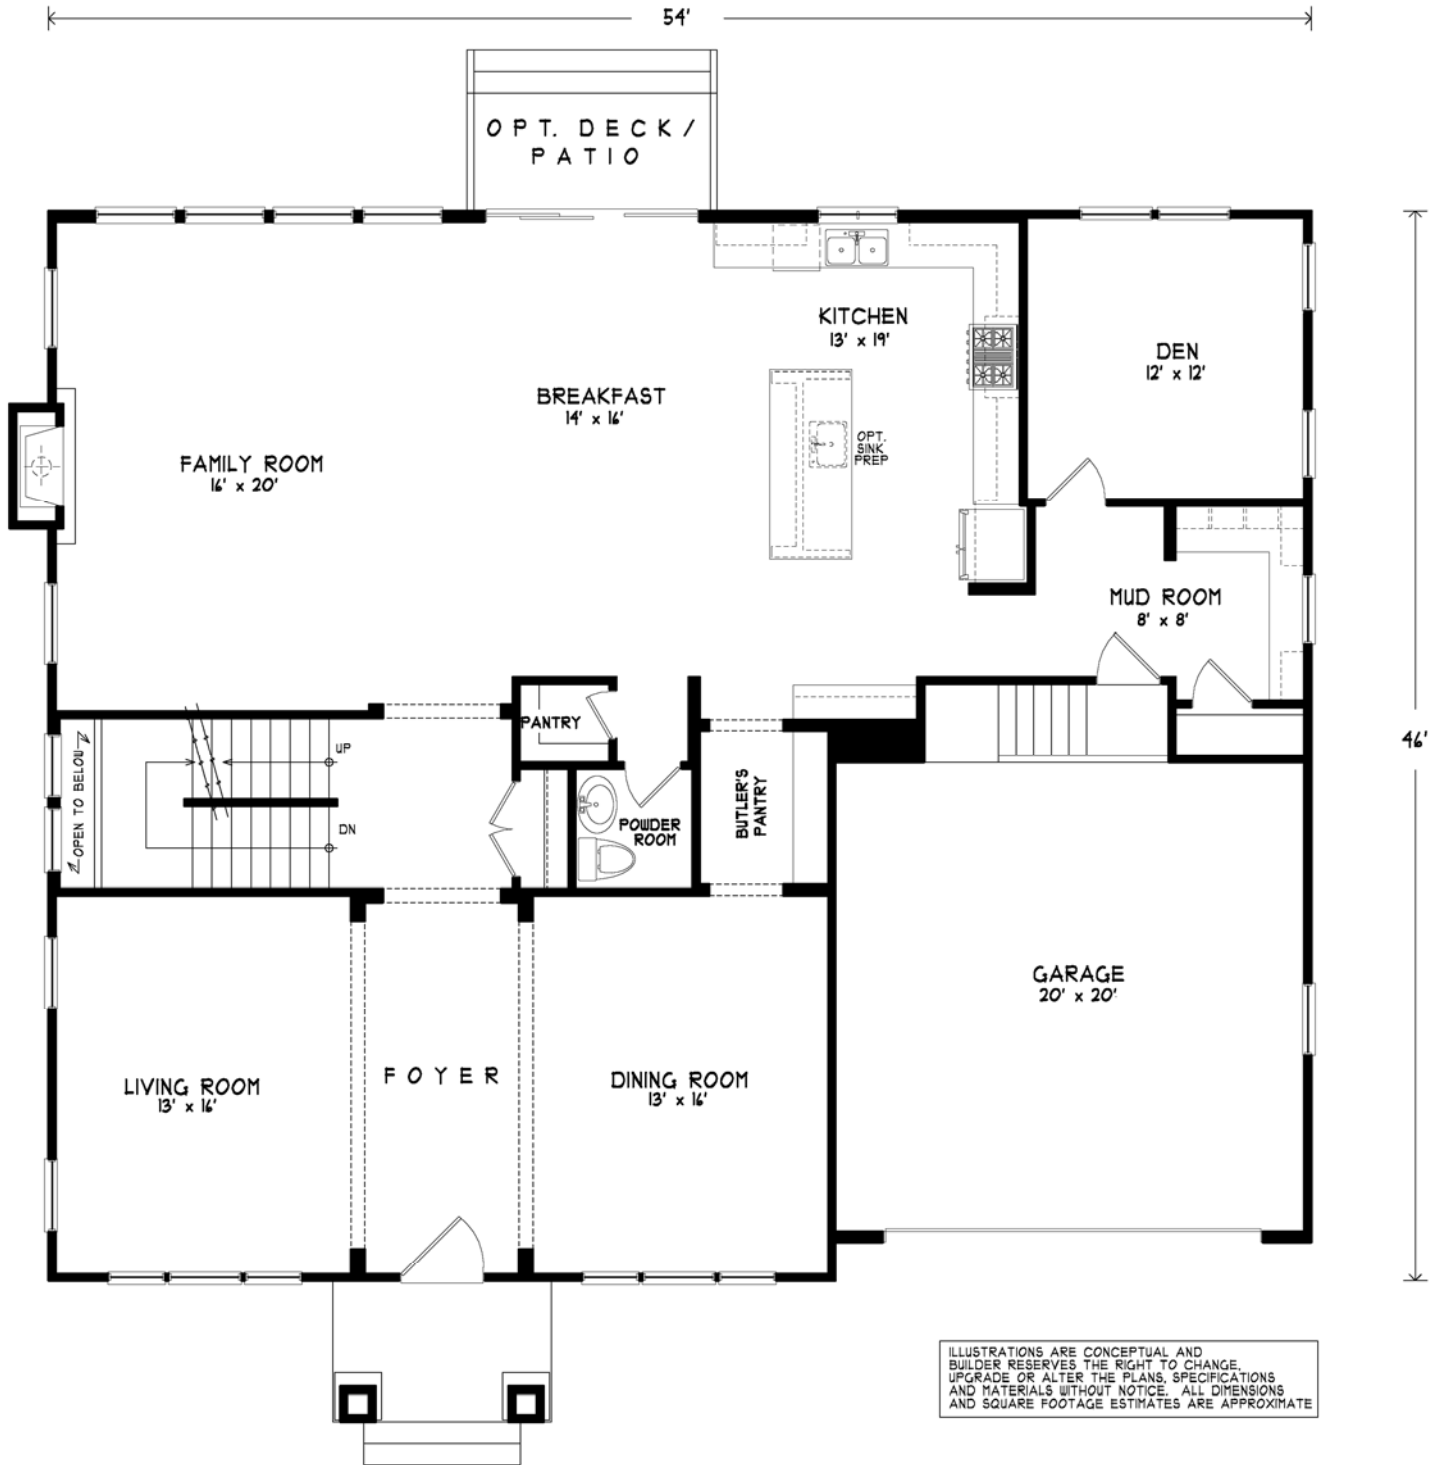 54'
OPT. DECK/
PATIO
KITCHEN
13' x 19'
DEN
12' x 12'
BREAKFAST
14' x 16'
OPT.
SINK
PREP
FAMILY ROOM
16' x 20'
MUD ROOM
8' x 8'
PANTRY
46'
UP
OPEN TO BELOW
DN
POWDER
ROOM
BUTLER'S
PANTRY
GARAGE
20' x 20'
LIVING ROOM
13' x 16'
FOYER
DINING ROOM
13' x 16'
ILLUSTRATIONS ARE CONCEPTUAL AND
BUILDER RESERVES THE RIGHT TO CHANGE,
UPGRADE OR ALTER THE PLANS, SPECIFICATIONS
AND MATERIALS WITHOUT NOTICE. ALL DIMENSIONS
AND SQUARE FOOTAGE ESTIMATES ARE APPROXIMATE